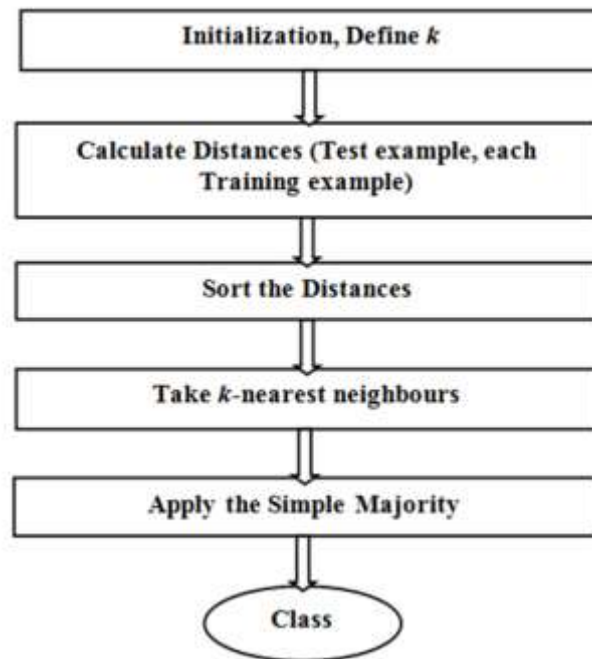 Initialization, Define k
Calculate Distances (Test example, each
Training example)
Sort the Distances
Take k-nearest neighbours
Apply the Simple Majority
Class